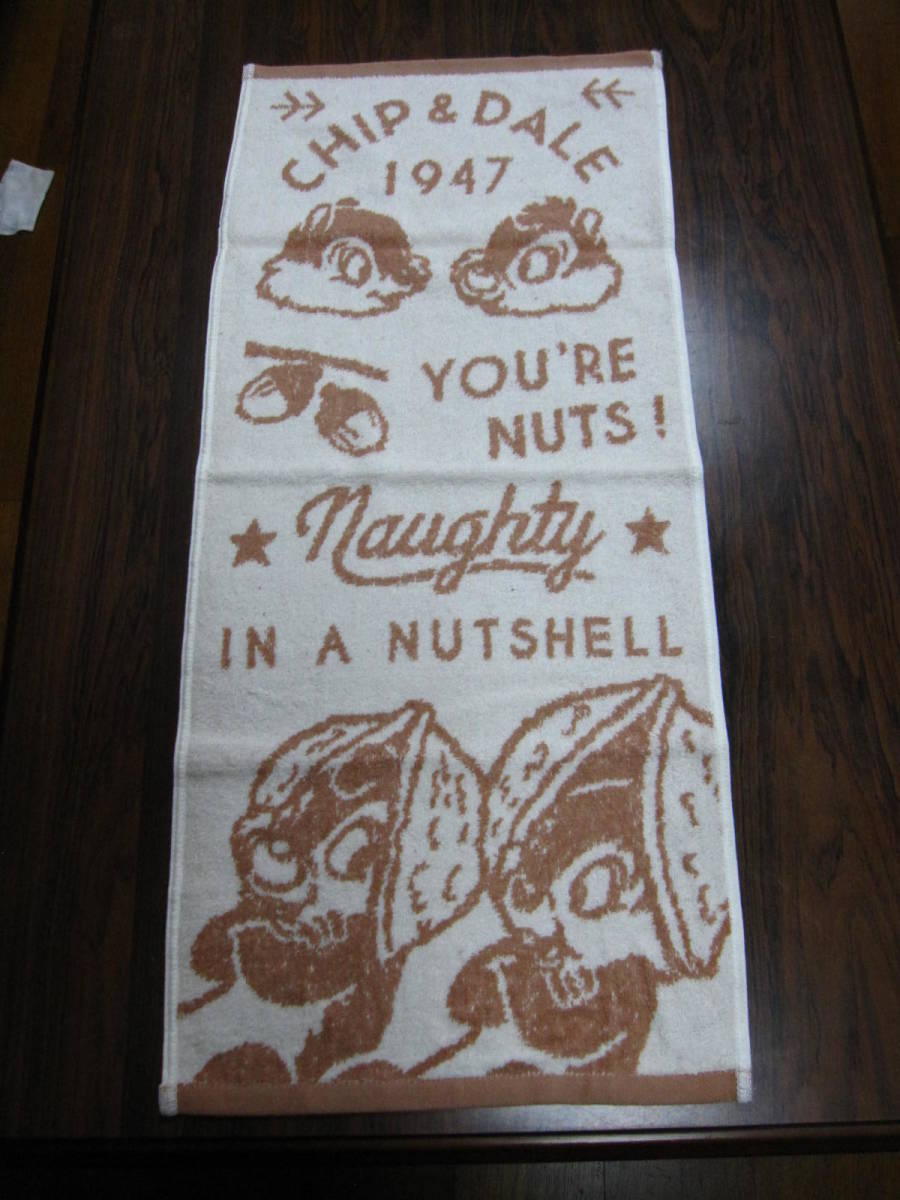 CHIP & DALE
1947
YOU'RE
NUTS!
Naughty
IN A NUTSHELL